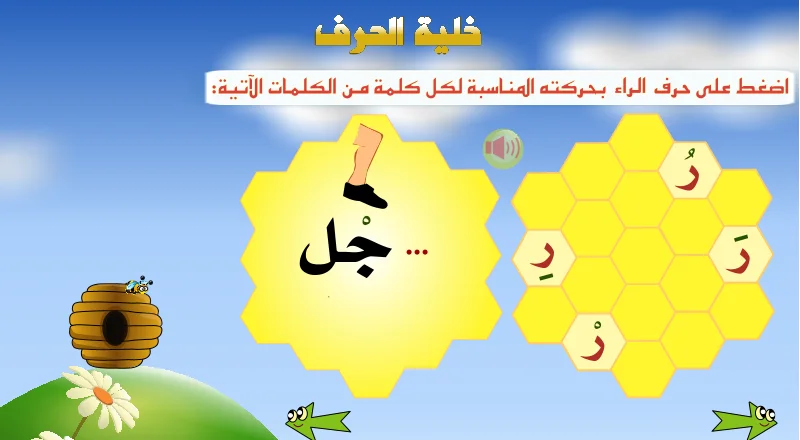 خلية الحرف
اضغط على حرف الراء بحركته المناسبة لكل كلمة من الكلمات الآتية:
... جْل
رُ
رَ
رِ
رْ